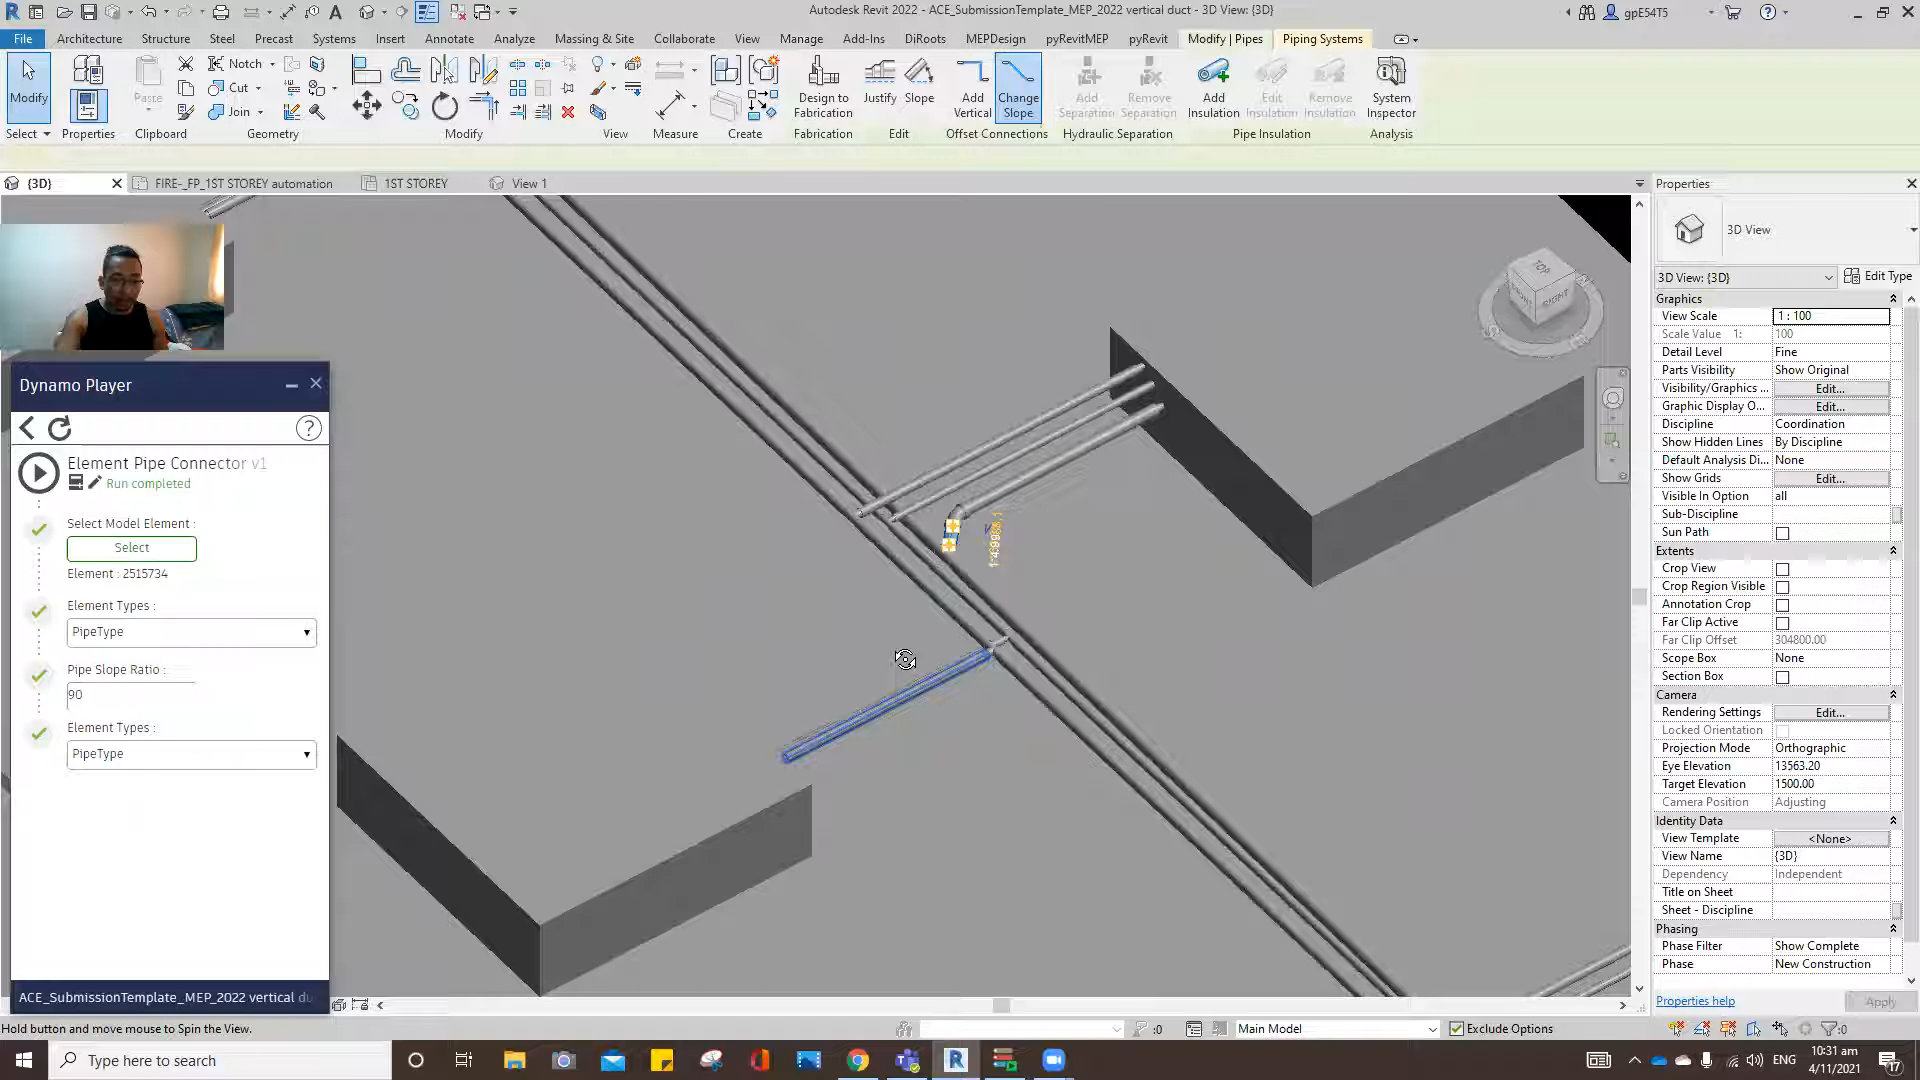 Autodesk Revit 2022 - ACE_SubmissionTemplate_MEP_2022 vertical duct - 3D View: {3D}
gpE54T5
File Architecture Structure Steel Precast Systems Insert Annotate Analyze Massing & Site Collaborate View Manage Add-Ins DiRoots MEPDesign pyRevitMEP pyRevit Modify | Pipes Piping Systems
Modify
Paste
Notch
Cut
Join
Design to Fabrication
Justify
Slope
Add Vertical
Change Slope
Add Separation
Remove Separation
Add Insulation
Edit Insulation
Remove Insulation
System Inspector
Select Properties Clipboard Geometry Modify View Measure Create Fabrication Edit Offset Connections Hydraulic Separation Pipe Insulation Analysis
{3D} FIRE-_FP_1ST STOREY automation 1ST STOREY View 1
TOP
FRONT
RIGHT
Dynamo Player
Element Pipe Connector v1
Run completed
Select Model Element :
Select
Element : 2515734
Element Types :
PipeType
Pipe Slope Ratio :
90
Element Types :
PipeType
ACE_SubmissionTemplate_MEP_2022 vertical du
Properties
3D View
3D View: {3D} Edit Type
Graphics
View Scale 1 : 100
Scale Value 1: 100
Detail Level Fine
Parts Visibility Show Original
Visibility/Graphics ... Edit...
Graphic Display O... Edit...
Discipline Coordination
Show Hidden Lines By Discipline
Default Analysis Di... None
Show Grids Edit...
Visible In Option all
Sub-Discipline
Sun Path
Extents
Crop View
Crop Region Visible
Annotation Crop
Far Clip Active
Far Clip Offset 304800.00
Scope Box None
Section Box
Camera
Rendering Settings Edit...
Locked Orientation
Projection Mode Orthographic
Eye Elevation 13563.20
Target Elevation 1500.00
Camera Position Adjusting
Identity Data
View Template <None>
View Name {3D}
Dependency Independent
Title on Sheet
Sheet - Discipline
Phasing
Phase Filter Show Complete
Phase New Construction
Properties help Apply
Hold button and move mouse to Spin the View.
:0 Main Model Exclude Options :0
Type here to search
ENG
10:31 am
4/11/2021
17